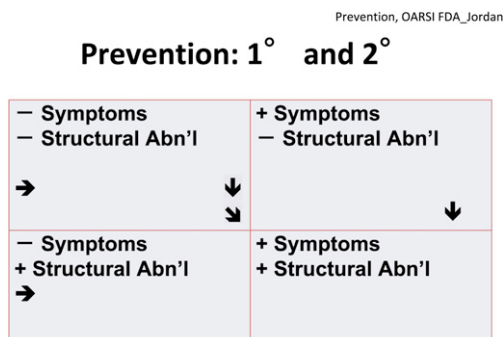 Prevention, OARSI FDA_Jordan
Prevention: 1° and 2°
— Symptoms
— Structural Abn'l
+ Symptoms
— Structural Abn'l
— Symptoms
+ Structural Abn'l
+ Symptoms
+ Structural Abn'l